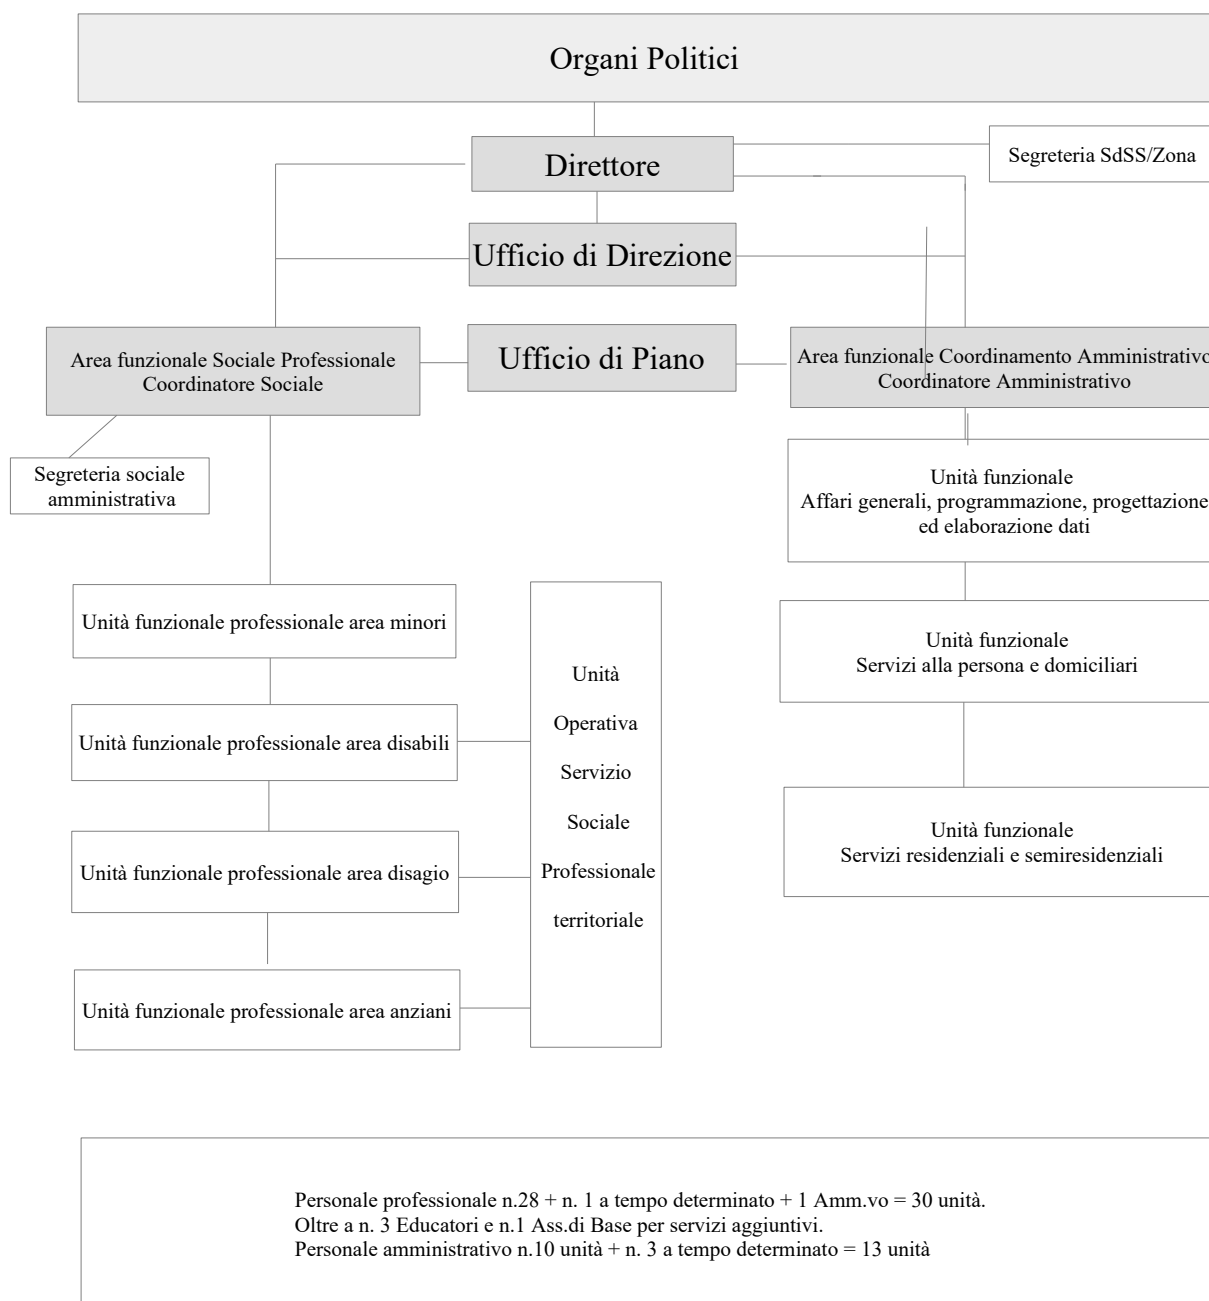 Organi Politici
Direttore
Segreteria SdSS/Zona
Ufficio di Direzione
Area funzionale Sociale Professionale
Coordinatore Sociale
Ufficio di Piano
Area funzionale Coordinamento Amministrativo
Coordinatore Amministrativo
Segreteria sociale
amministrativa
Unità funzionale
Affari generali, programmazione, progettazione
ed elaborazione dati
Unità funzionale professionale area minori
Unità funzionale professionale area disabili
Unità funzionale professionale area disagio
Unità funzionale professionale area anziani
Unità
Operativa
Servizio
Sociale
Professionale
territoriale
Unità funzionale
Servizi alla persona e domiciliari
Unità funzionale
Servizi residenziali e semiresidenziali
Personale professionale n.28 + n. 1 a tempo determinato + 1 Amm.vo = 30 unità.
Oltre a n. 3 Educatori e n.1 Ass.di Base per servizi aggiuntivi.
Personale amministrativo n.10 unità + n. 3 a tempo determinato = 13 unità